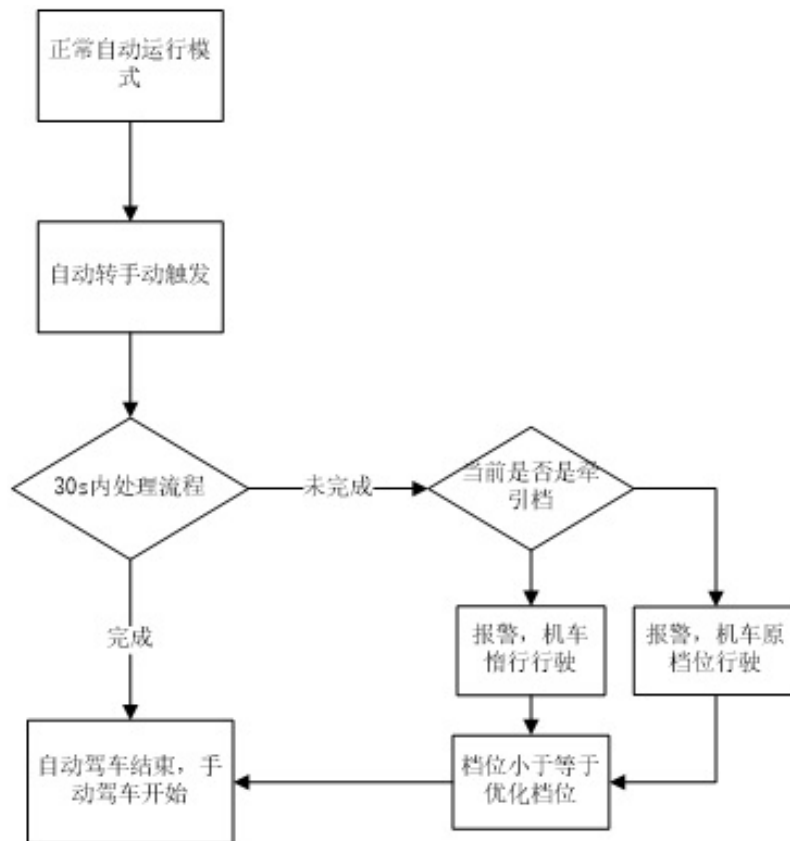 正常自动运行模
式
自动转手动触发
30s内处理流程
未完成
当前是否是牵
引档
完成
报警，机车
惰行行驶
报警，机车原
档位行驶
自动驾车结束，手
动驾车开始
档位小于等于
优化档位